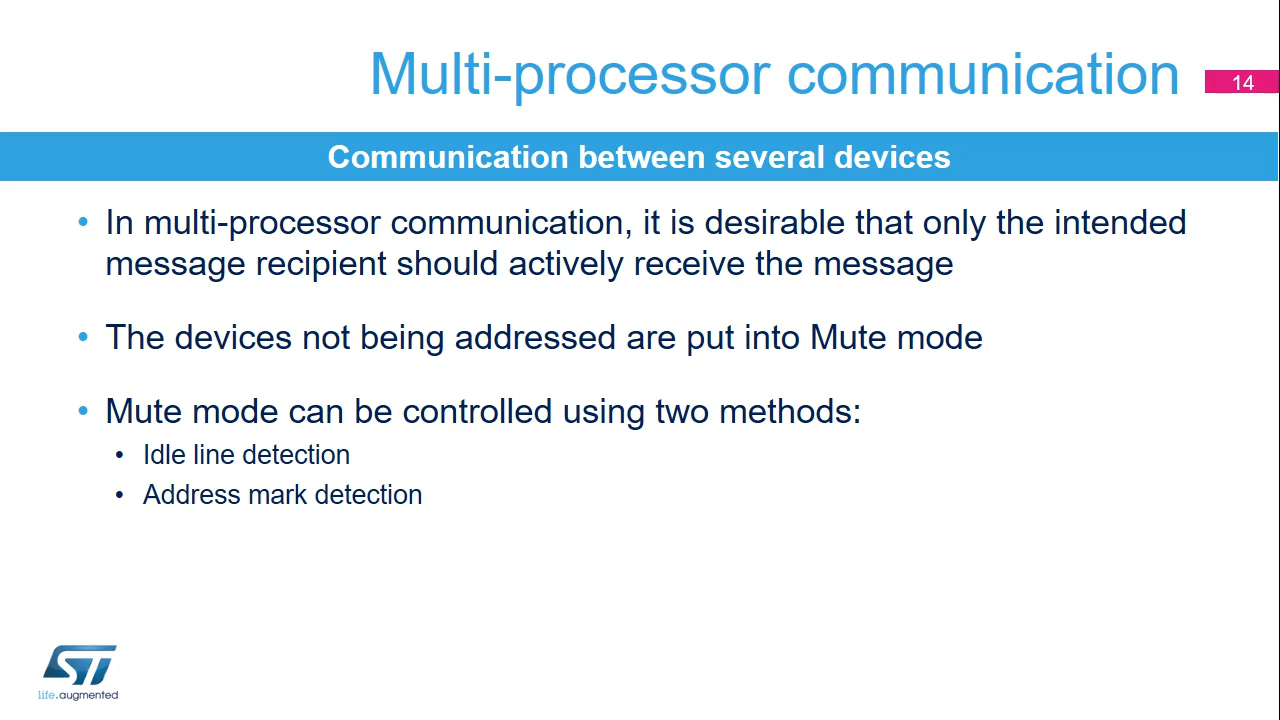 Multi-processor communication
14
Communication between several devices
• In multi-processor communication, it is desirable that only the intended
message recipient should actively receive the message
• The devices not being addressed are put into Mute mode
• Mute mode can be controlled using two methods:
• Idle line detection
• Address mark detection
ST
life.augmented